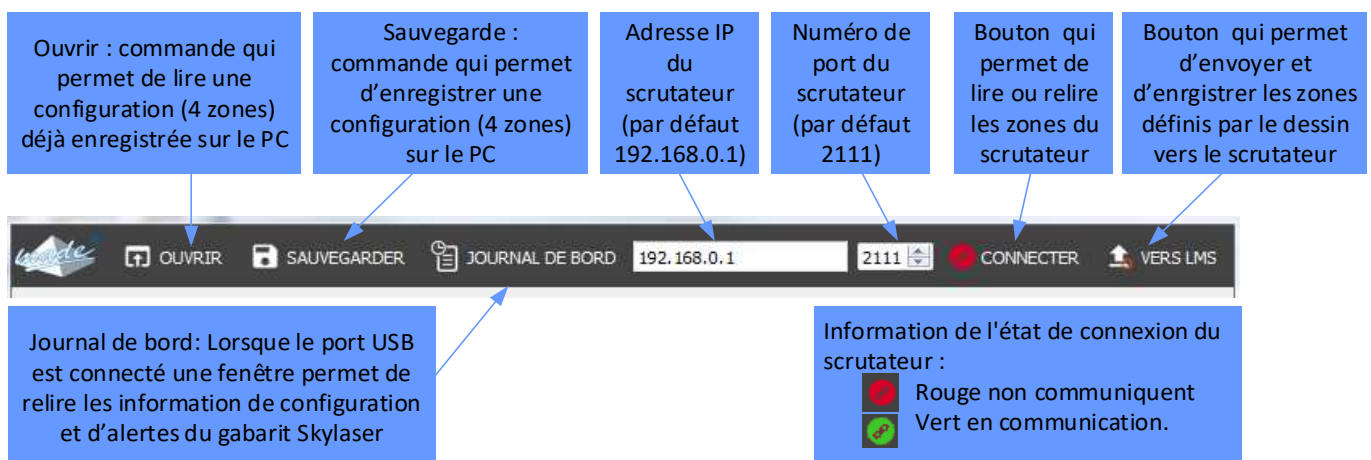 Ouvrir : commande qui
permet de lire une
configuration (4 zones)
déjà enregistrée sur le PC
Sauvegarde :
commande qui permet
d’enregistrer une
configuration (4 zones)
sur le PC
Adresse IP
du
scrutateur
(par défaut
192.168.0.1)
Numéro de
port du
scrutateur
(par défaut
2111)
Bouton qui
permet de
lire ou relire
les zones du
scrutateur
Bouton qui permet
d’envoyer et
d’enrgistrer les zones
définis par le dessin
vers le scrutateur
wade OUVRIR SAUVEGARDER JOURNAL DE BORD 192.168.0.1 2111 CONNECTER VERS LMS
Journal de bord: Lorsque le port USB
est connecté une fenêtre permet de
relire les information de configuration
et d’alertes du gabarit Skylaser
Information de l'état de connexion du
scrutateur :
Rouge non communiquent
Vert en communication.